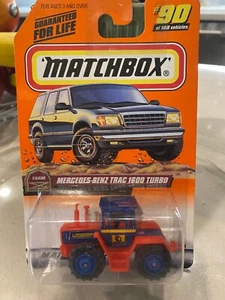 FOR AGES 3 AND OVER
GUARANTEED
FOR LIFE
#90
of 100 vehicles
MATCHBOX
FARM
MERCEDES-BENZ TRAC 1600 TURBO